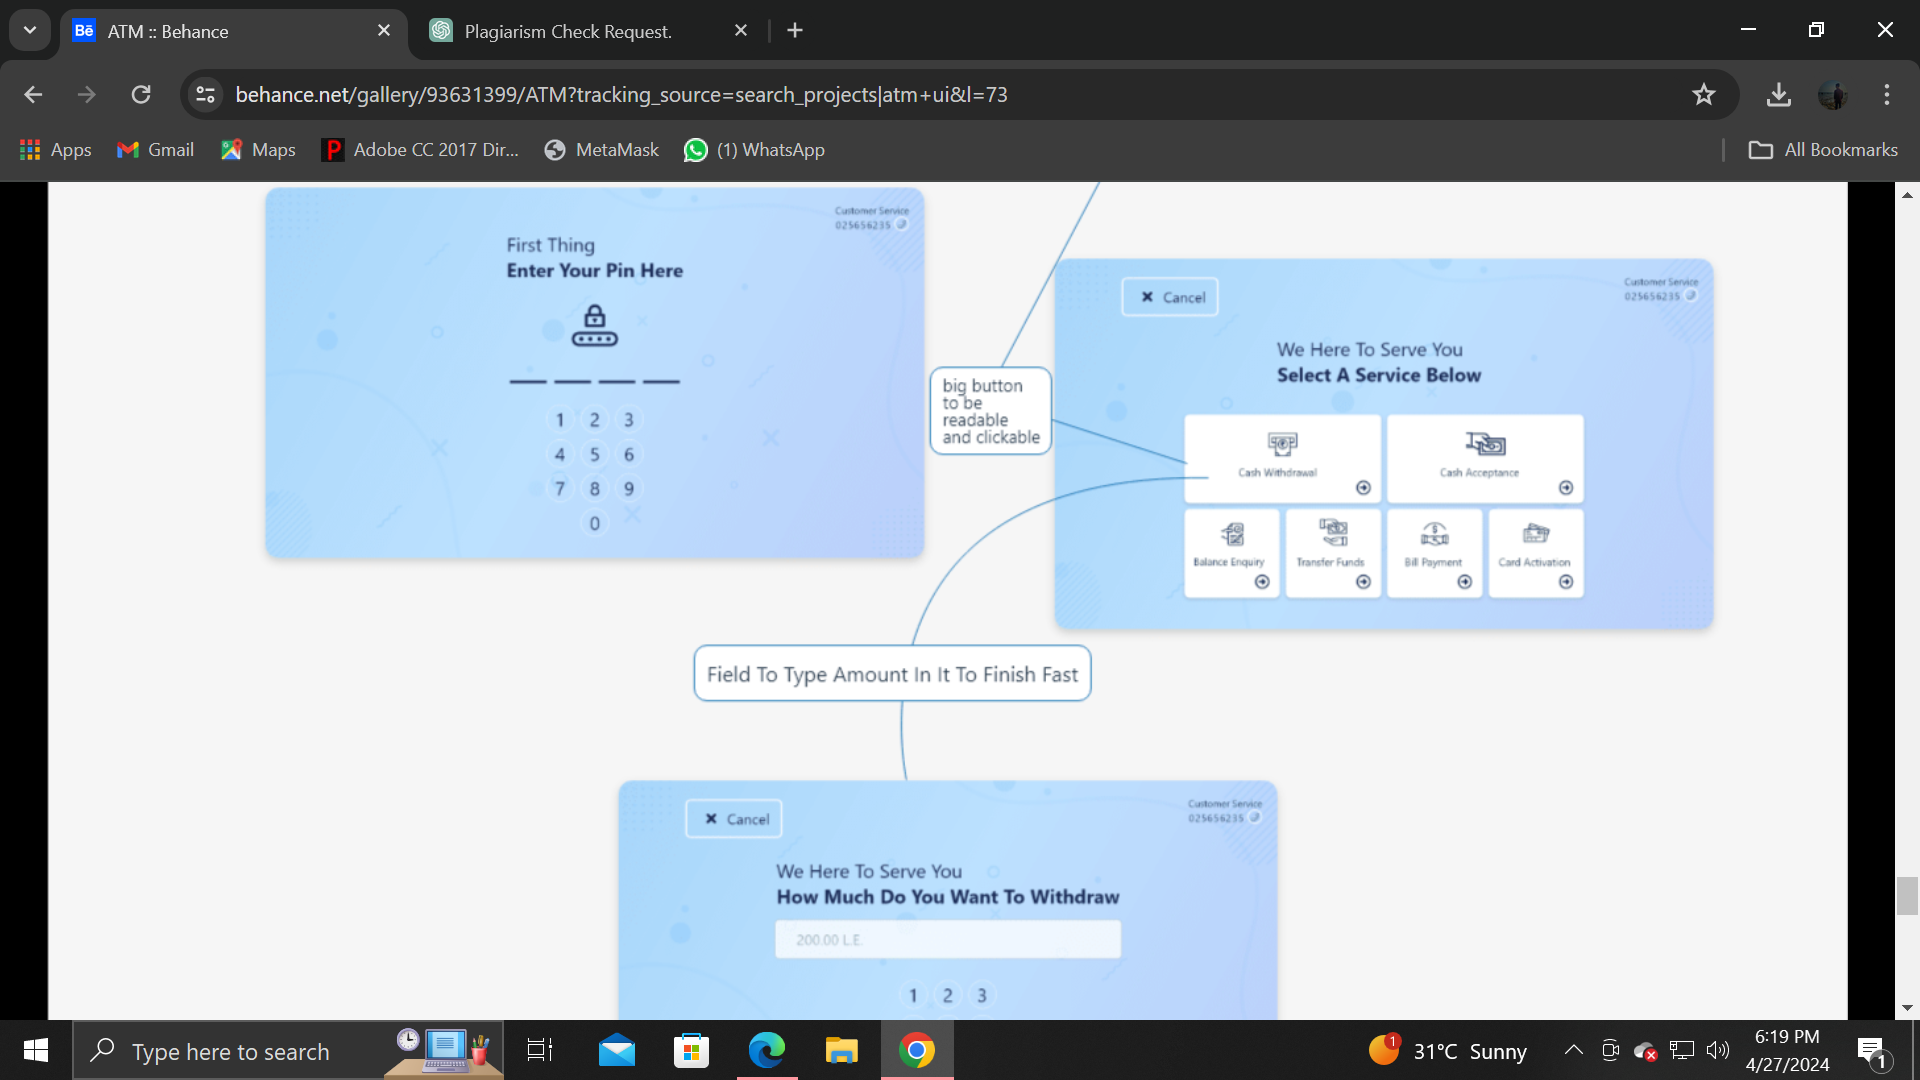 ATM :: Behance
Plagiarism Check Request.
behance.net/gallery/93631399/ATM?tracking_source=search_projects|atm+ui&l=73
Apps
Gmail
Maps
Adobe CC 2017 Dir...
MetaMask
(1) WhatsApp
All Bookmarks
Customer Service
025656235
First Thing
Enter Your Pin Here
1 2 3
4 5 6
7 8 9
0
big button
to be
readable
and clickable
Cancel
Customer Service
025656235
We Here To Serve You
Select A Service Below
Cash Withdrawal
Cash Acceptance
Balance Enquiry
Transfer Funds
Bill Payment
Card Activation
Field To Type Amount In It To Finish Fast
Cancel
Customer Service
025656235
We Here To Serve You
How Much Do You Want To Withdraw
200.00 L.E.
1 2 3
Type here to search
1
31°C Sunny
6:19 PM
4/27/2024
1